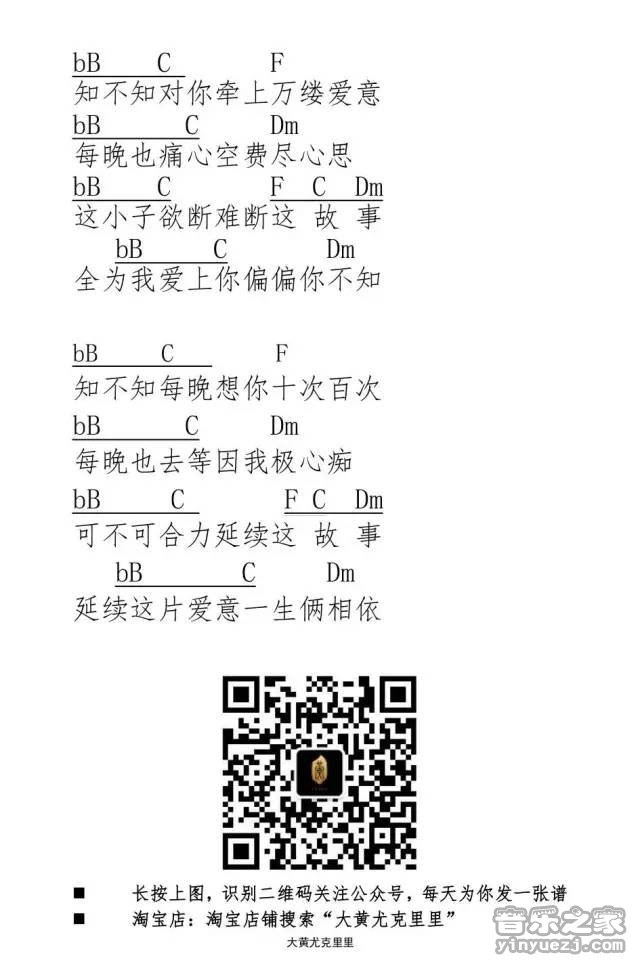 bB C F
知不知对你牵上万缕爱意
bB C Dm
每晚也痛心空费尽心思
bB C F C Dm
这小子欲断难断这 故 事
bB C Dm
全为我爱上你偏偏你不知
bB C F
知不知每晚想你十次百次
bB C Dm
每晚也去等因我极心痴
bB C F C Dm
可不可合力延续这 故 事
bB C Dm
延续这片爱意一生俩相依
■ 长按上图，识别二维码关注公众号，每天为你发一张谱
■ 淘宝店：淘宝店铺搜索“大黄尤克里里”
大黄尤克里里
音乐之家
yinyuezj.com